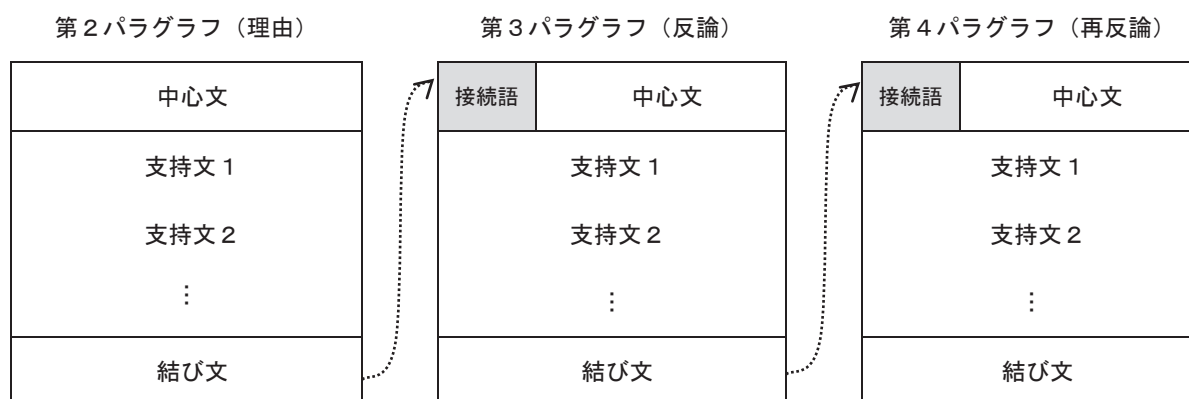 第２パラグラフ（理由）
中心文
支持文１
支持文２
⋮
結び文
第３パラグラフ（反論）
接続語 中心文
支持文１
支持文２
⋮
結び文
第４パラグラフ（再反論）
接続語 中心文
支持文１
支持文２
⋮
結び文